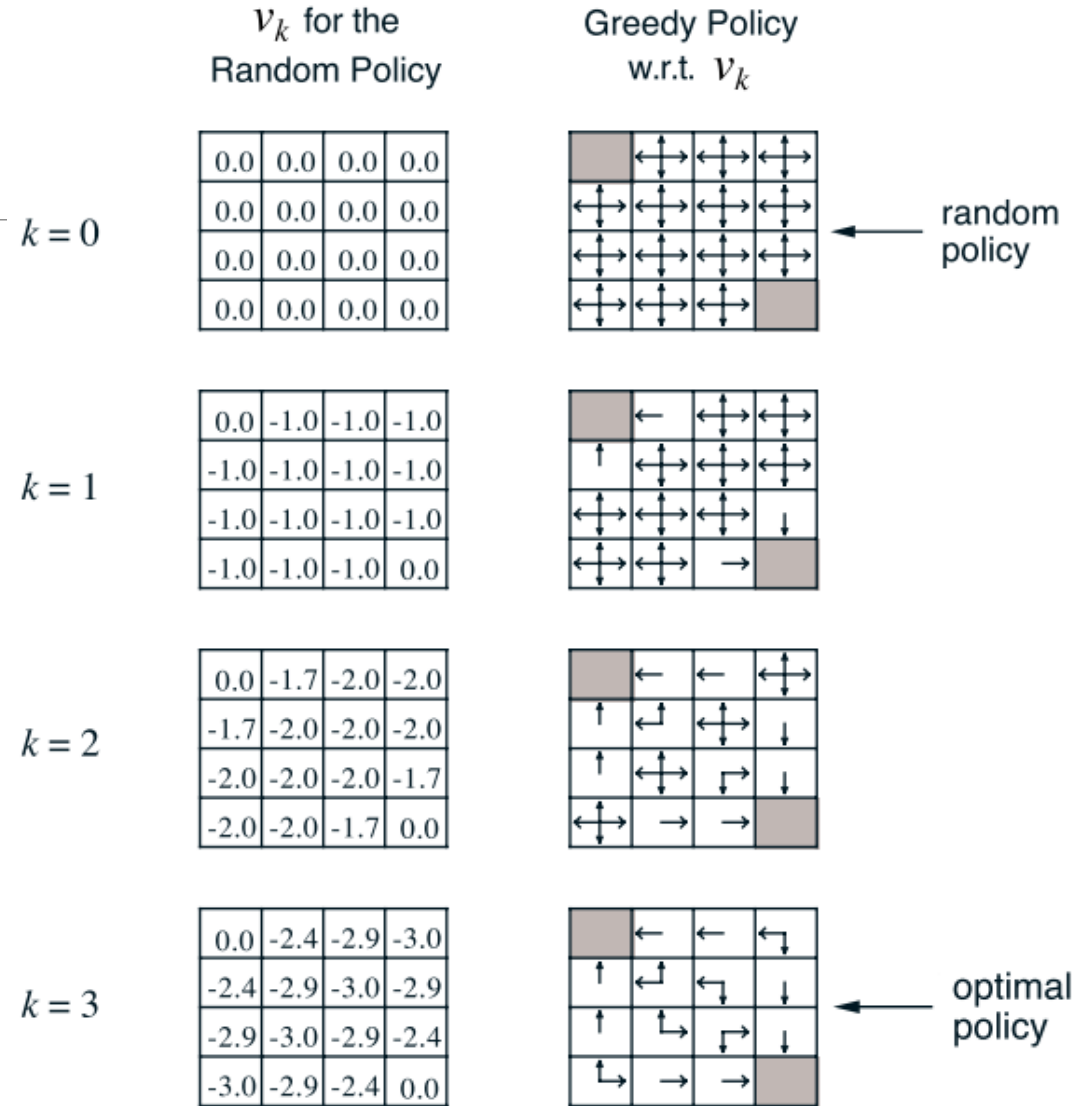 v_k for the
Random Policy
Greedy Policy
w.r.t. v_k
k = 0
0.0 0.0 0.0 0.0
0.0 0.0 0.0 0.0
0.0 0.0 0.0 0.0
0.0 0.0 0.0 0.0
random
policy
k = 1
0.0 -1.0 -1.0 -1.0
-1.0 -1.0 -1.0 -1.0
-1.0 -1.0 -1.0 -1.0
-1.0 -1.0 -1.0 0.0
k = 2
0.0 -1.7 -2.0 -2.0
-1.7 -2.0 -2.0 -2.0
-2.0 -2.0 -2.0 -1.7
-2.0 -2.0 -1.7 0.0
k = 3
0.0 -2.4 -2.9 -3.0
-2.4 -2.9 -3.0 -2.9
-2.9 -3.0 -2.9 -2.4
-3.0 -2.9 -2.4 0.0
optimal
policy